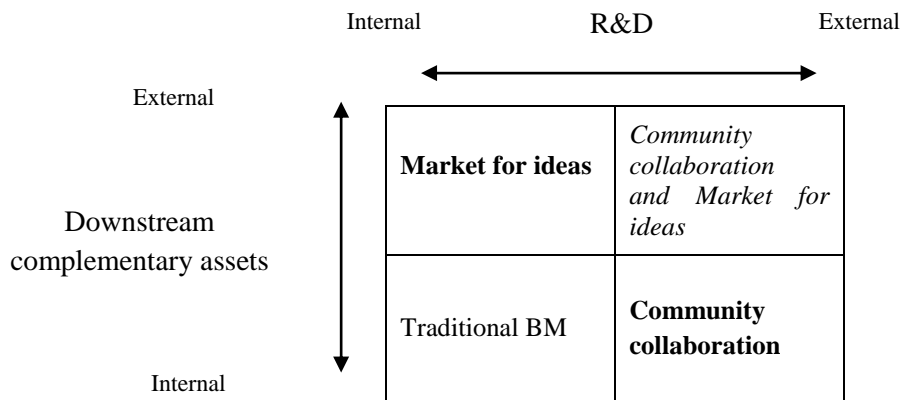 Internal R&D External
External
Market for ideas
Community
collaboration
and Market for
ideas
Downstream
complementary assets
Traditional BM
Community
collaboration
Internal